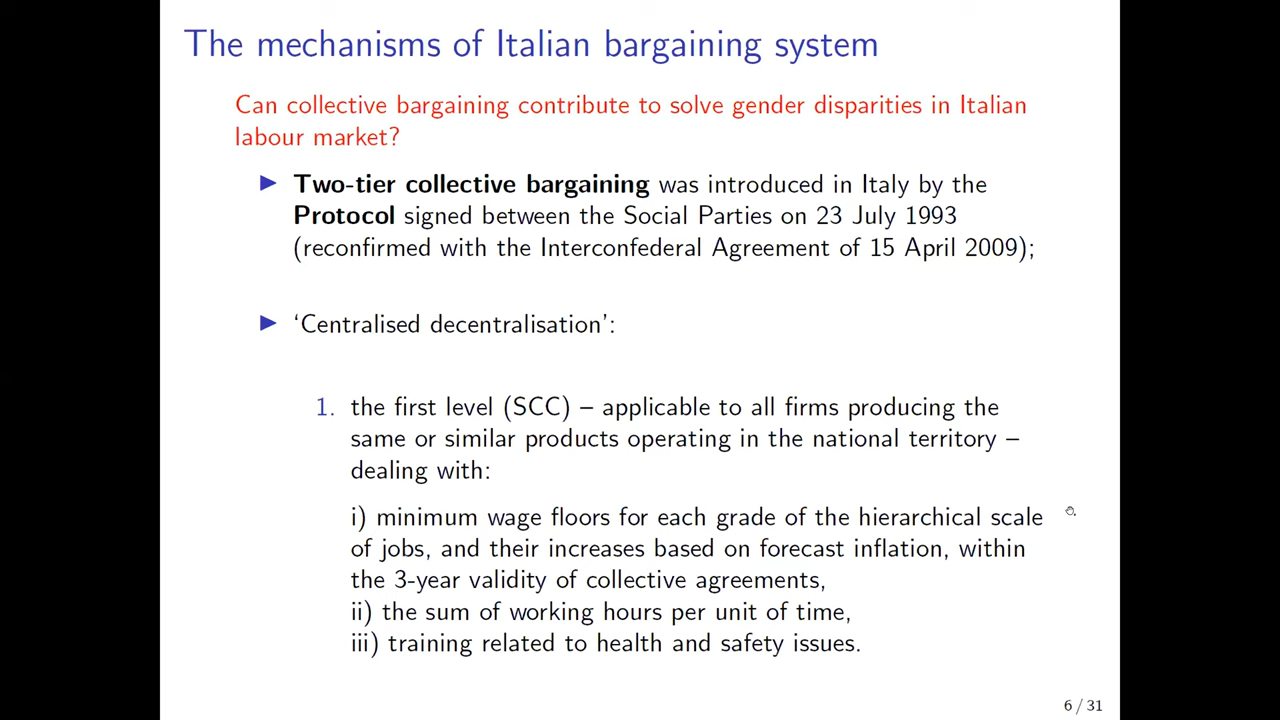 The mechanisms of Italian bargaining system
Can collective bargaining contribute to solve gender disparities in Italian
labour market?
▶ Two-tier collective bargaining was introduced in Italy by the
Protocol signed between the Social Parties on 23 July 1993
(reconfirmed with the Interconfederal Agreement of 15 April 2009);
▶ ‘Centralised decentralisation’:
1. the first level (SCC) – applicable to all firms producing the
same or similar products operating in the national territory –
dealing with:
i) minimum wage floors for each grade of the hierarchical scale
of jobs, and their increases based on forecast inflation, within
the 3-year validity of collective agreements,
ii) the sum of working hours per unit of time,
iii) training related to health and safety issues.
6 / 31